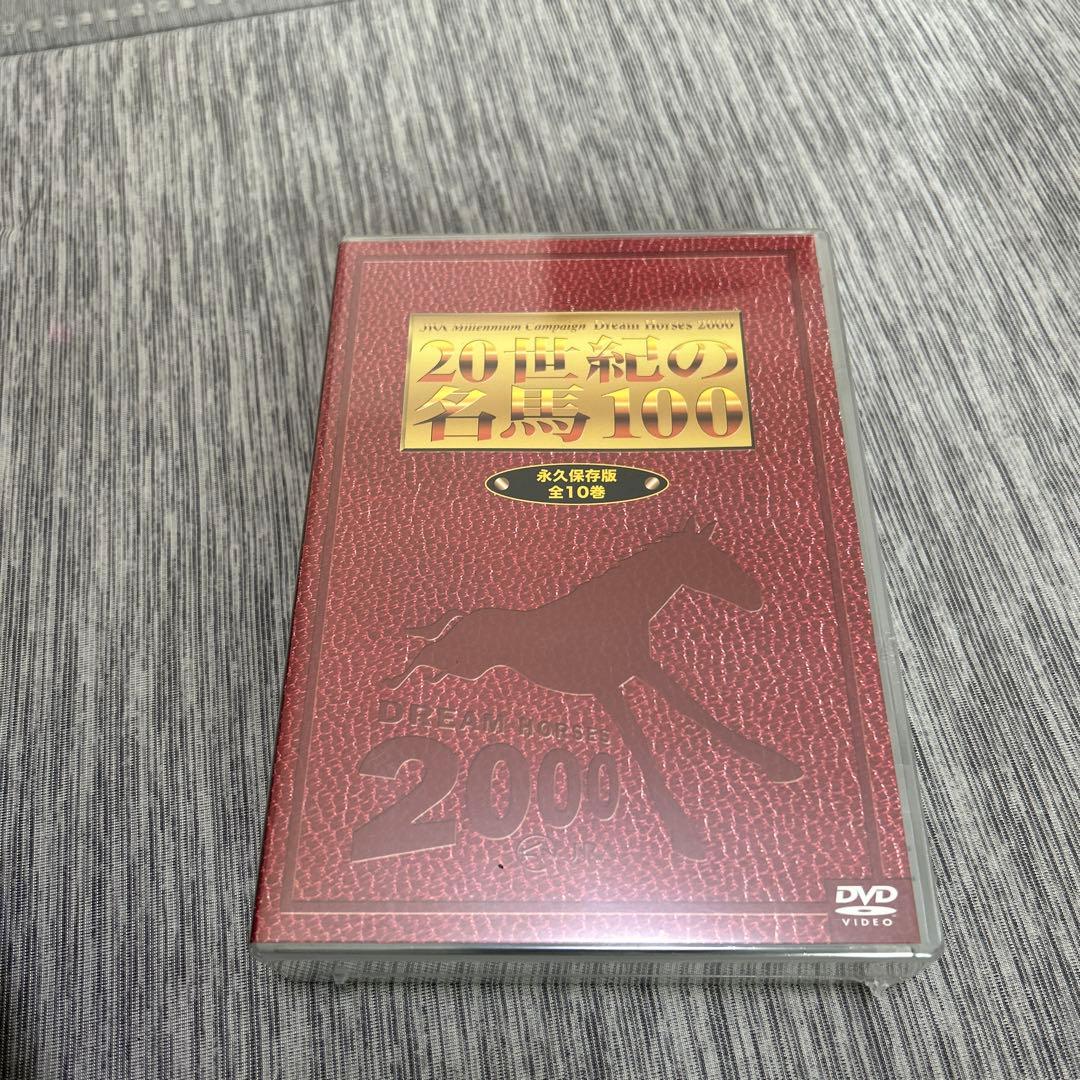 JRA Millennium Campaign Dream Horses 2000
20世紀の
名馬100
永久保存版
全10巻
DREAM HORSES
2000
DVD
VIDEO